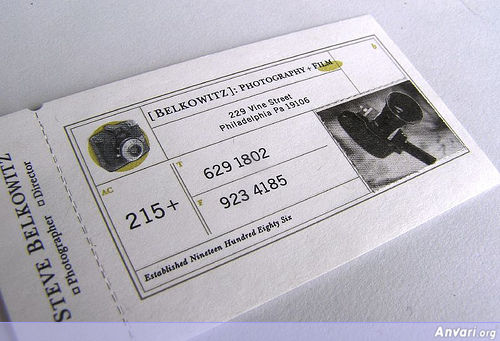 STEVE BELKOWITZ
Photographer Director
[BELKOWITZ]: PHOTOGRAPHY + FILM
6
229 Vine Street
Philadelphia Pa 19106
AC
215+
T
629 1802
F
923 4185
Established Nineteen Hundred Eighty Six
Anvari.org